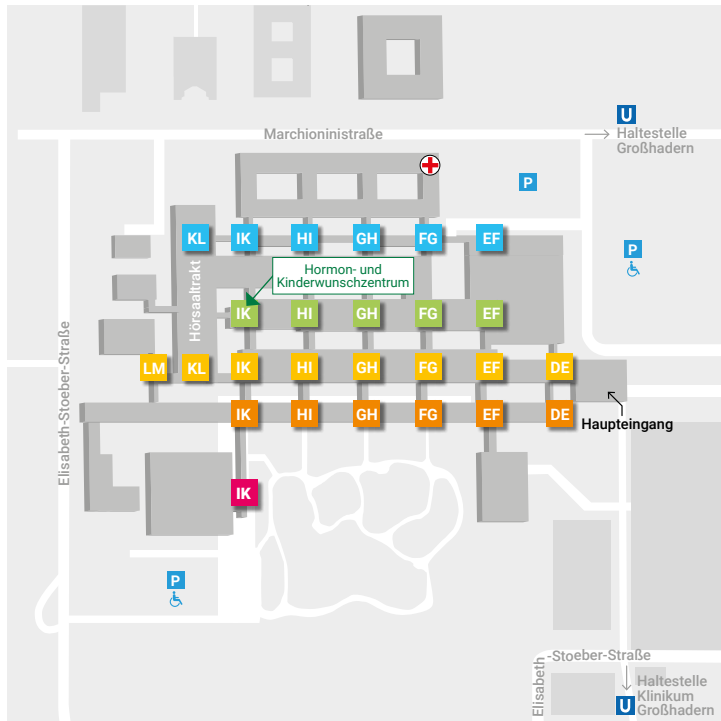 Marchioninistraße
U
Haltestelle
Großhadern
P
P
KL
IK
HI
GH
FG
EF
Hörsaaltrakt
Hormon- und
Kinderwunschzentrum
IK
HI
GH
FG
EF
Elisabeth-Stoeber-Straße
LM
KL
IK
HI
GH
FG
EF
DE
IK
HI
GH
FG
EF
DE
Haupteingang
IK
P
Elisabeth
-Stoeber-Straße
U
Haltestelle
Klinikum
Großhadern